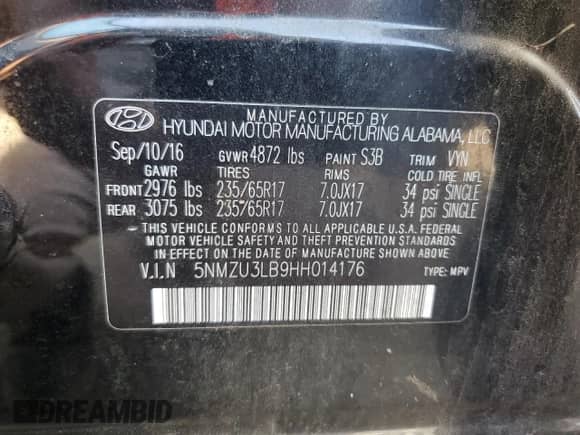 MANUFACTURED BY
HYUNDAI MOTOR MANUFACTURING ALABAMA, LLC
Sep/10/16 GVWR 4872 lbs PAINT S3B TRIM VYN
GAWR TIRES RIMS COLD TIRE INFL
FRONT 2976 lbs 235/65R17 7.0JX17 34 psi SINGLE
REAR 3075 lbs 235/65R17 7.0JX17 34 psi SINGLE
THIS VEHICLE CONFORMS TO ALL APPLICABLE U.S.A. FEDERAL
MOTOR VEHICLE SAFETY AND THEFT PREVENTION STANDARDS
IN EFFECT ON THE DATE OF MANUFACTURE SHOWN ABOVE.
V.I.N 5NMZU3LB9HH014176 TYPE: MPV
DREAMBID